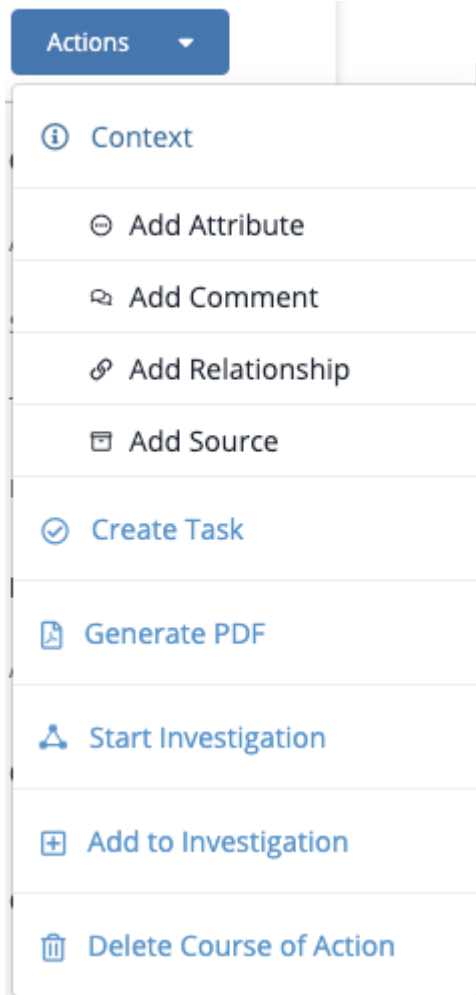 Actions
Context
Add Attribute
Add Comment
Add Relationship
Add Source
Create Task
Generate PDF
Start Investigation
Add to Investigation
Delete Course of Action